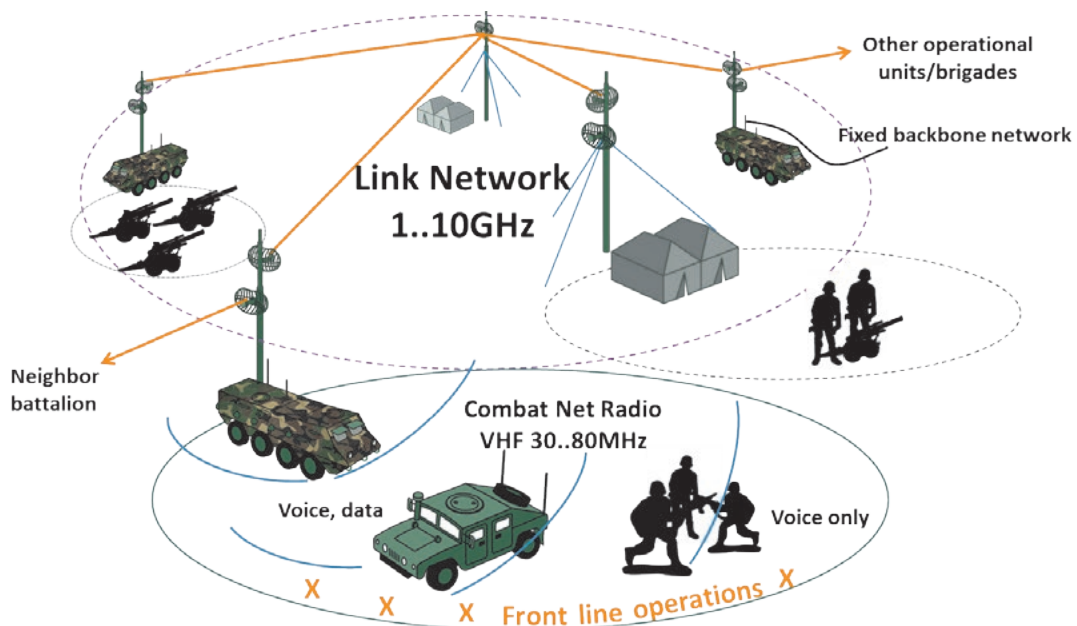 Other operational
units/brigades
Fixed backbone network
Link Network
1..10GHz
Neighbor
battalion
Combat Net Radio
VHF 30..80MHz
Voice, data
Voice only
X X X Front line operations X